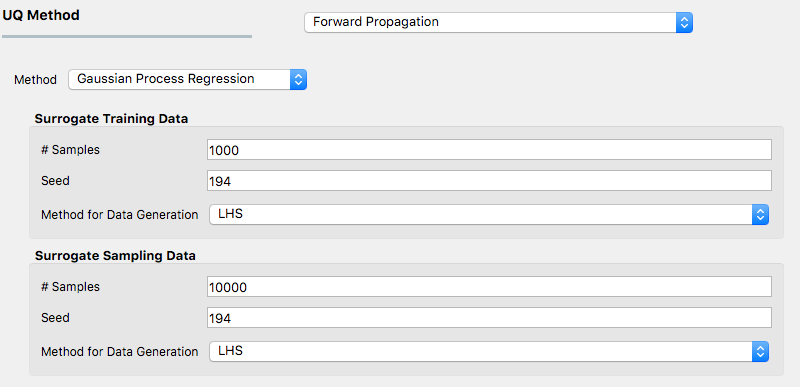 UQ Method
Forward Propagation
Method Gaussian Process Regression
Surrogate Training Data
# Samples 1000
Seed 194
Method for Data Generation LHS
Surrogate Sampling Data
# Samples 10000
Seed 194
Method for Data Generation LHS